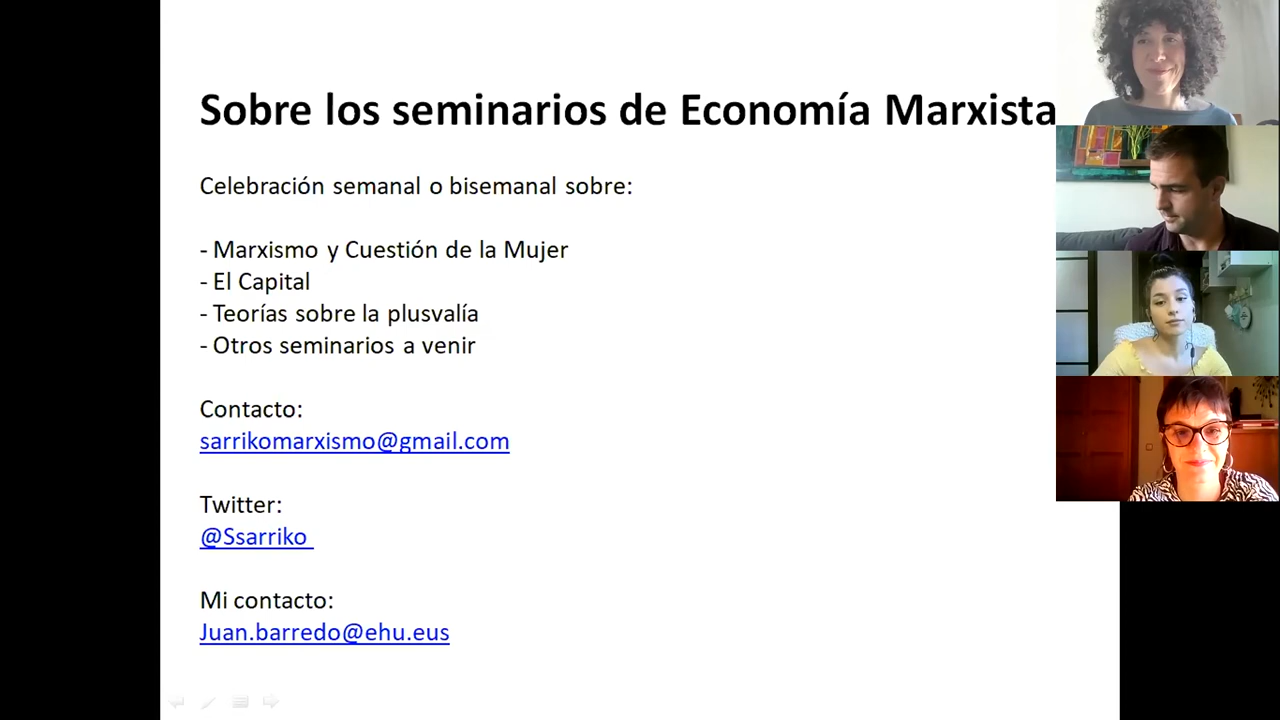 Sobre los seminarios de Economía Marxista
Celebración semanal o bisemanal sobre:
- Marxismo y Cuestión de la Mujer
- El Capital
- Teorías sobre la plusvalía
- Otros seminarios a venir
Contacto:
sarrikomarxismo@gmail.com
Twitter:
@Ssarriko
Mi contacto:
Juan.barredo@ehu.eus